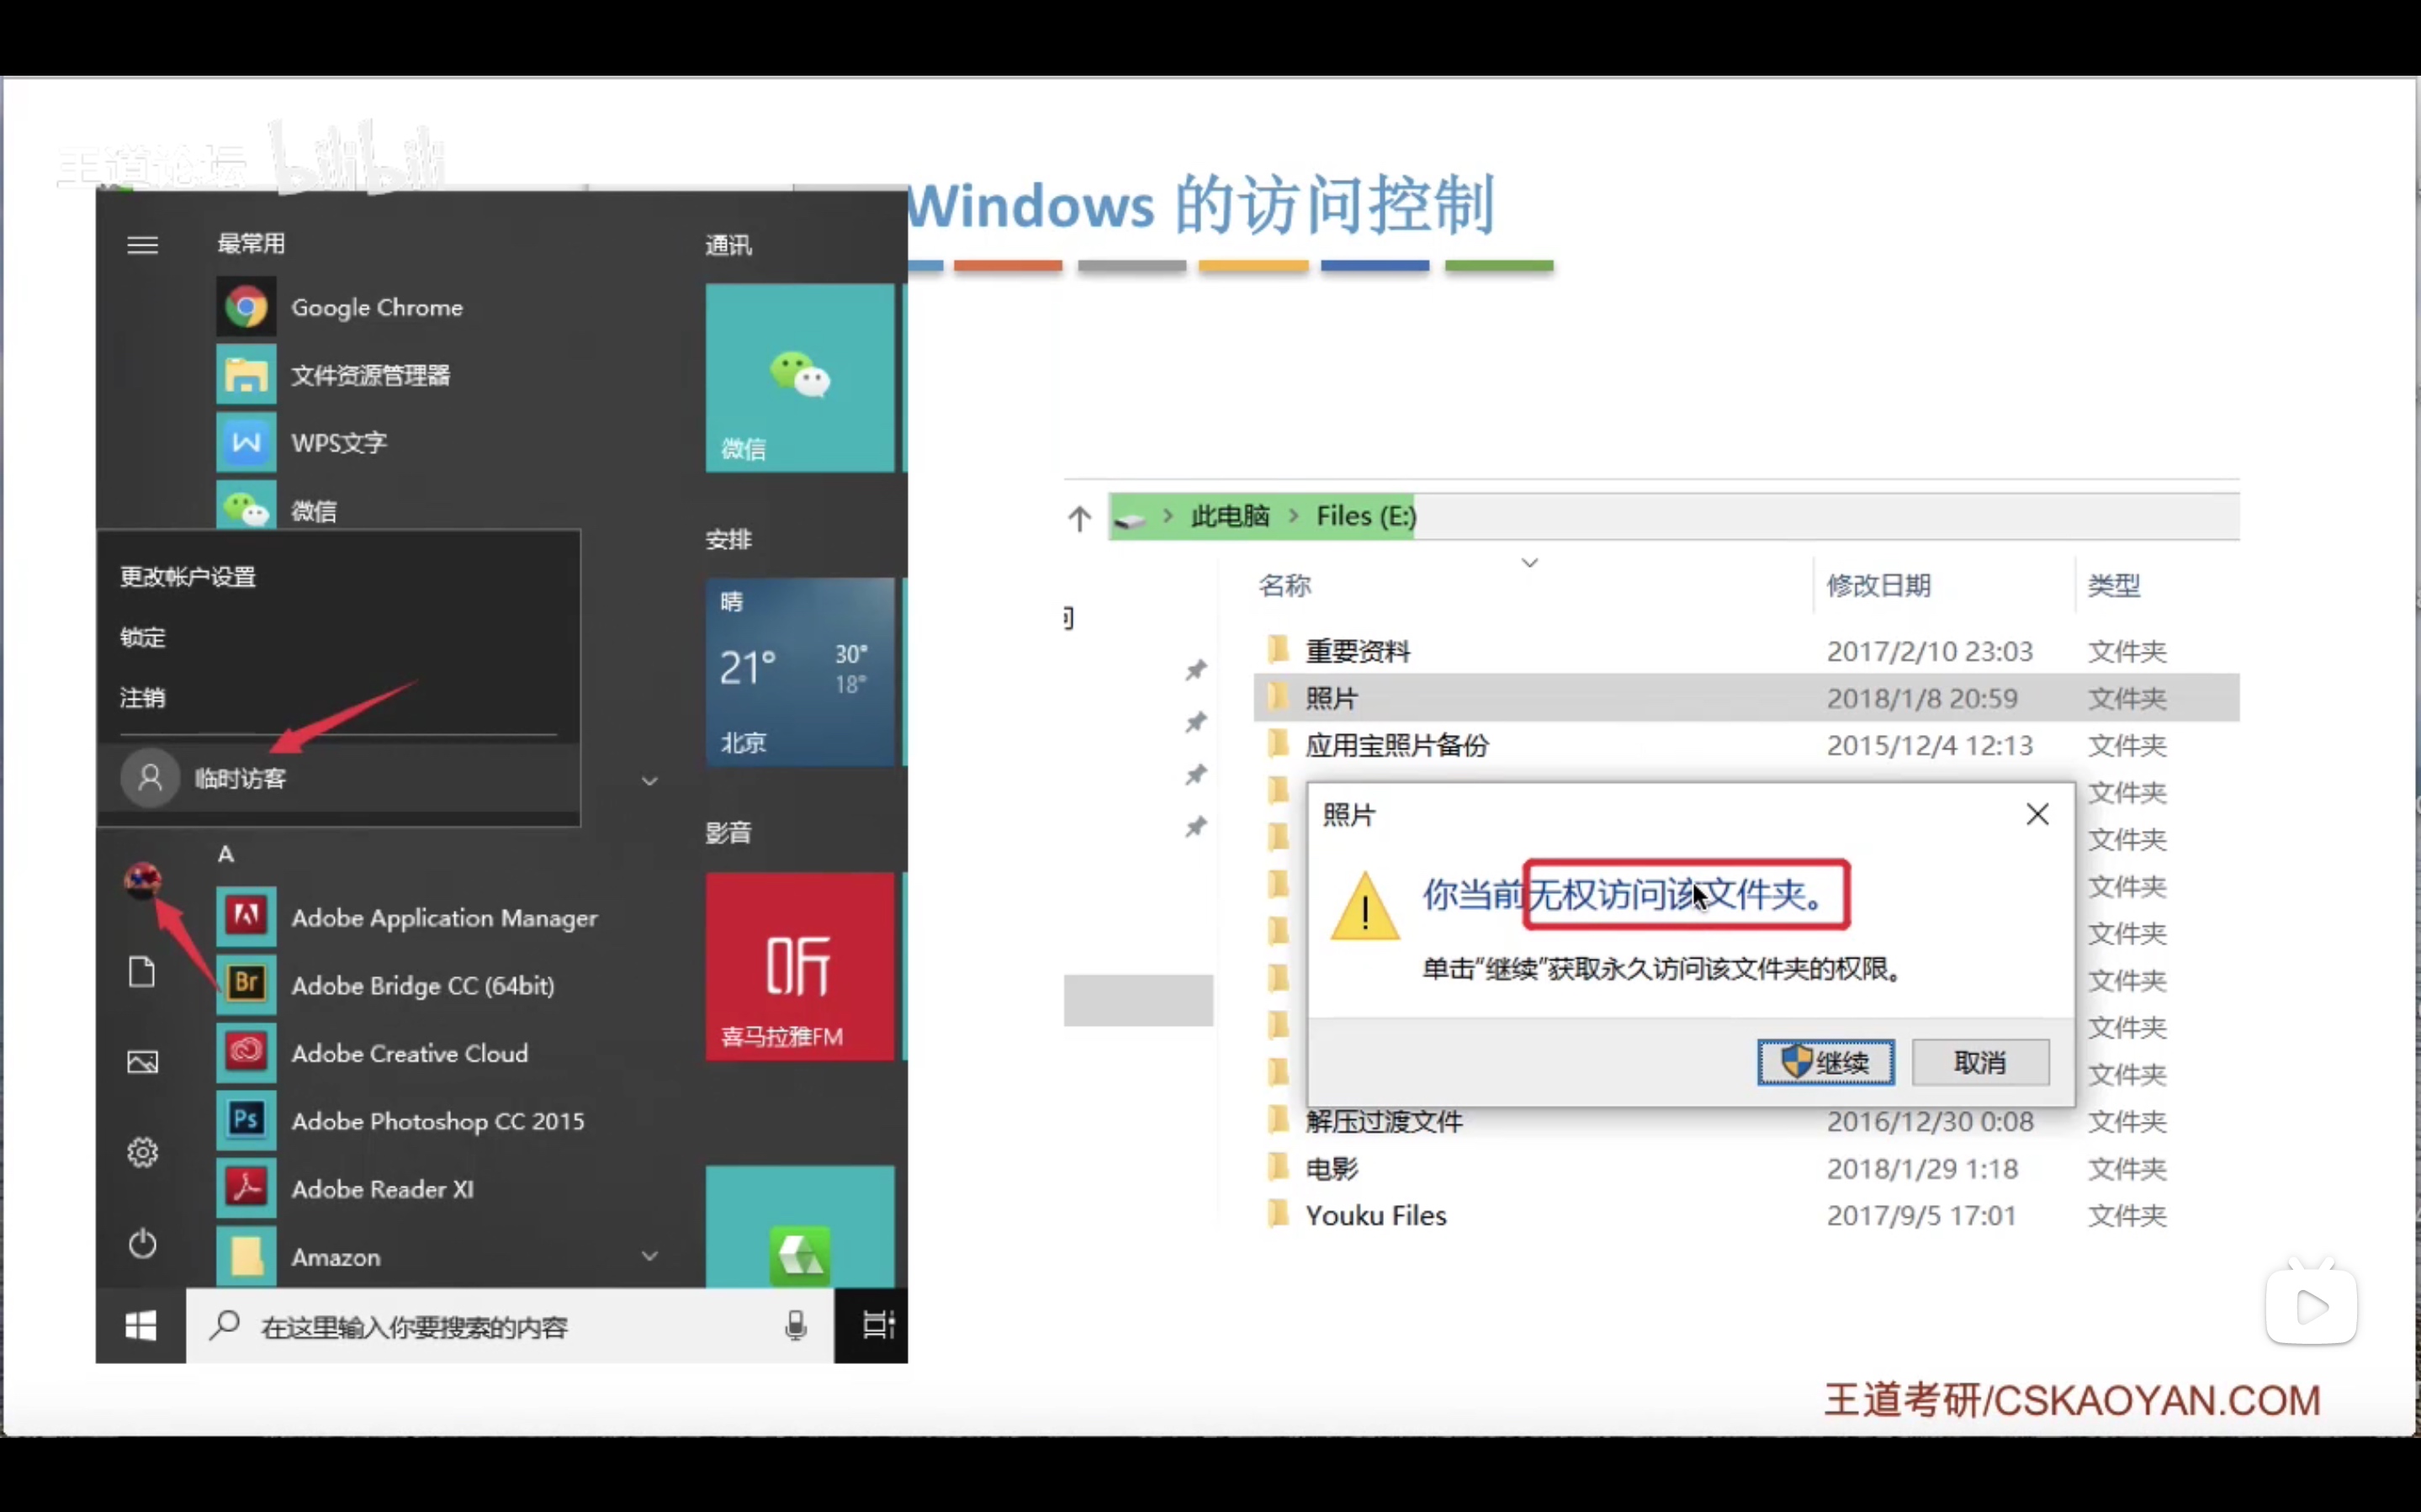 王道论坛 bilibili
Windows 的访问控制
最常用
Google Chrome
文件资源管理器
WPS文字
微信
更改帐户设置
锁定
注销
临时访客
A
Adobe Application Manager
Adobe Bridge CC (64bit)
Adobe Creative Cloud
Adobe Photoshop CC 2015
Adobe Reader XI
Amazon
在这里输入你要搜索的内容
通讯
微信
安排
晴
21° 30°
18°
北京
影音
听
喜马拉雅FM
此电脑 > Files (E:)
名称 修改日期 类型
重要资料 2017/2/10 23:03 文件夹
照片 2018/1/8 20:59 文件夹
应用宝照片备份 2015/12/4 12:13 文件夹
文件夹
文件夹
文件夹
文件夹
文件夹
文件夹
文件夹
照片
你当前无权访问该文件夹。
单击“继续”获取永久访问该文件夹的权限。
继续 取消
解压过渡文件 2016/12/30 0:08 文件夹
电影 2018/1/29 1:18 文件夹
Youku Files 2017/9/5 17:01 文件夹
王道考研/CSKAOYAN.COM